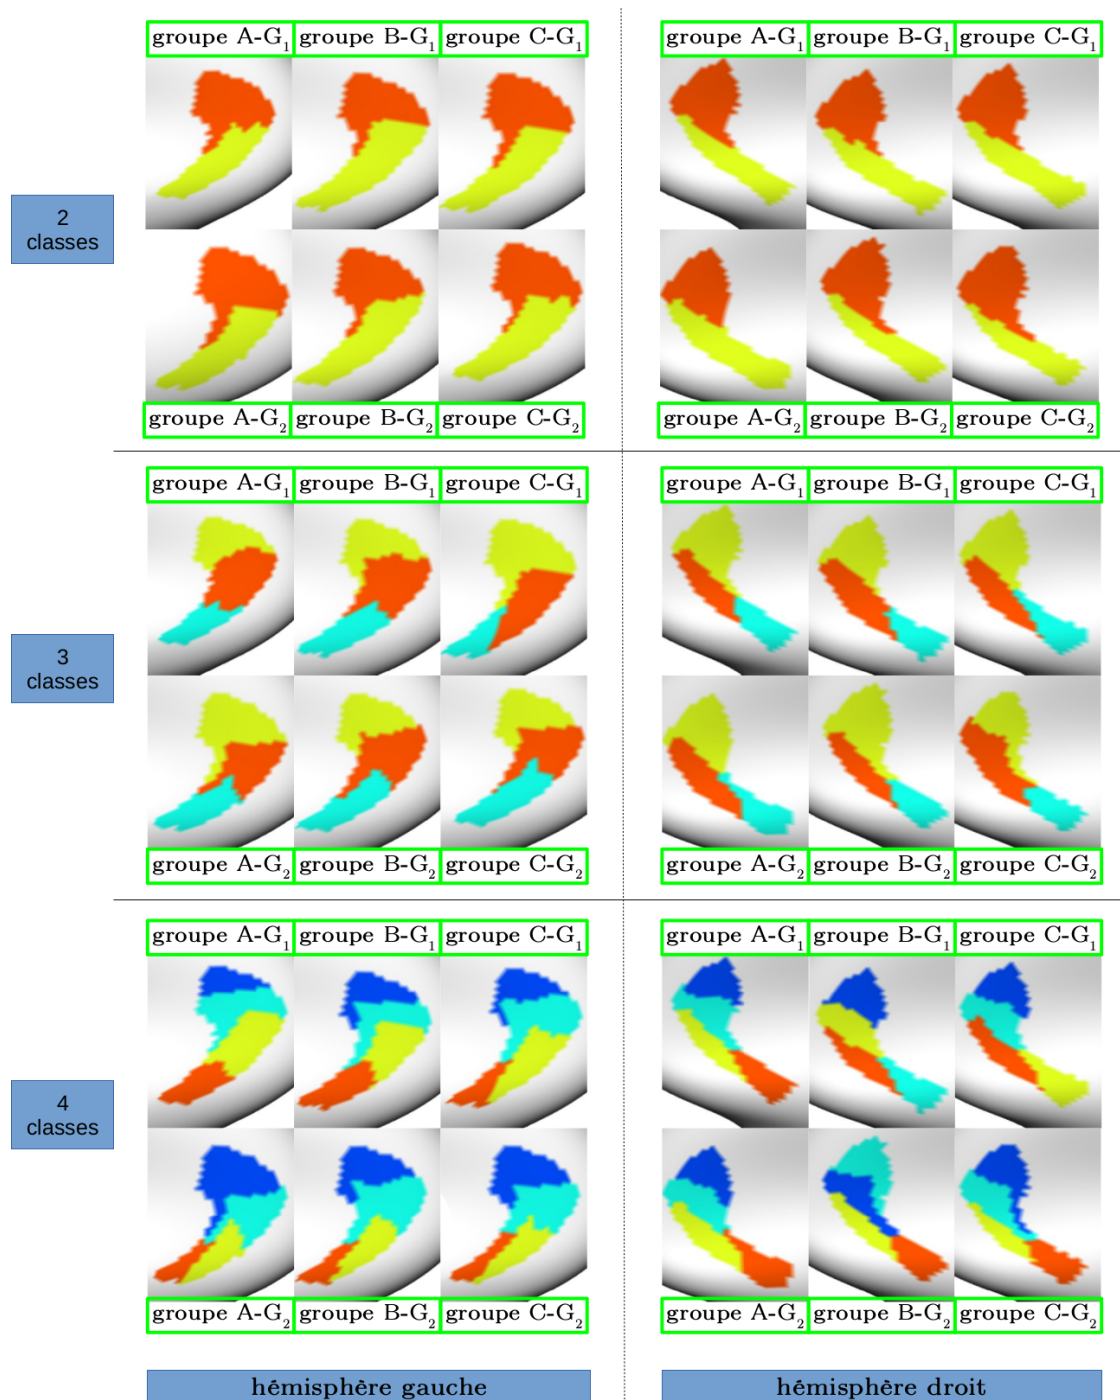 groupe A-G₁ groupe B-G₁ groupe C-G₁ groupe A-G₁ groupe B-G₁ groupe C-G₁
2
classes
groupe A-G₂ groupe B-G₂ groupe C-G₂ groupe A-G₂ groupe B-G₂ groupe C-G₂
groupe A-G₁ groupe B-G₁ groupe C-G₁ groupe A-G₁ groupe B-G₁ groupe C-G₁
3
classes
groupe A-G₂ groupe B-G₂ groupe C-G₂ groupe A-G₂ groupe B-G₂ groupe C-G₂
groupe A-G₁ groupe B-G₁ groupe C-G₁ groupe A-G₁ groupe B-G₁ groupe C-G₁
4
classes
groupe A-G₂ groupe B-G₂ groupe C-G₂ groupe A-G₂ groupe B-G₂ groupe C-G₂
hémisphère gauche hémisphère droit